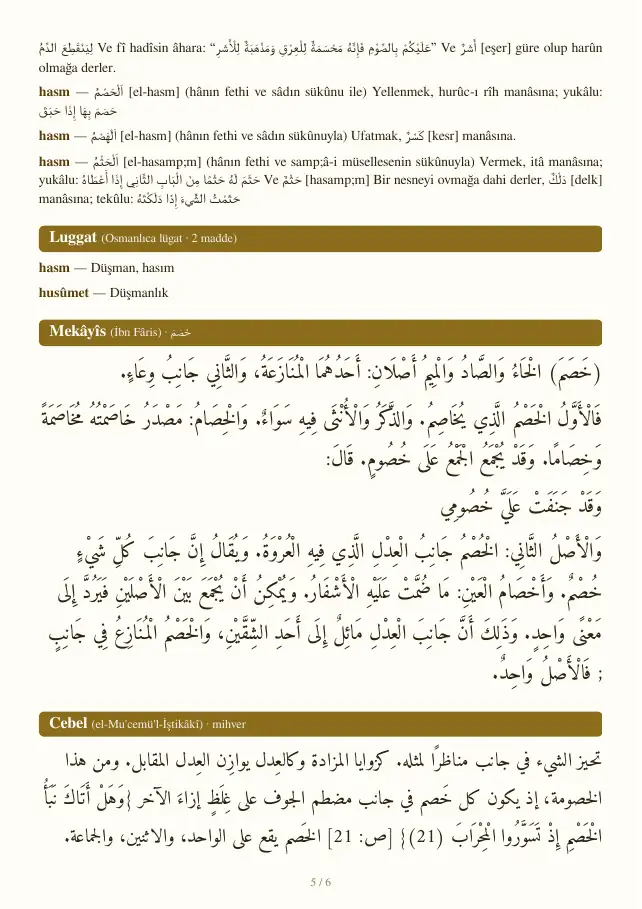 لِيَنْقَطِعَ الدَّمُ Ve fî hadîsin âhara: “عَلَيْكُمْ بِالصَّوْمِ فَإِنَّهُ مَحْسَمَةٌ لِلْعِرْقِ وَمَذْهَبَةٌ لِلْأَشَرِ” Ve أَشَرٌ [eşer] güre olup harûn
olmağa derler.
hasm — اَلْحَصْمُ [el-hasm] (hânın fethi ve sâdın sükûnu ile) Yellenmek, hurûc-ı rîh manâsına; yukâlu:
حَصَمَ بِهَا إِذَا حَبَقَ
hasm — اَلْهَصْمُ [el-hasm] (hânın fethi ve sâdın sükûnuyla) Ufatmak, كَسْرٌ [kesr] manâsına.
hasm — اَلْحَثْمُ [el-hasamp;m] (hânın fethi ve samp;â-i müsellesenin sükûnuyla) Vermek, itâ manâsına;
yukâlu: حَثَمَ لَهُ حَثْمًا مِنَ الْبَابِ الثَّانِي إِذَا أَعْطَاهُ Ve حَثْمٌ [hasamp;m] Bir nesneyi ovmağa dahi derler, دَلْكٌ [delk]
manâsına; tekûlu: حَثَمْتُ الشَّيْءَ إِذَا دَلَكْتَهُ
Luggat (Osmanlıca lügat · 2 madde)
hasm — Düşman, hasım
husûmet — Düşmanlık
Mekâyîs (İbn Fâris) · خصم
(خَصَمَ) الْخَاءُ وَالصَّادُ وَالْمِيمُ أَصْلَانِ: أَحَدُهُمَا الْمُنَازَعَةُ، وَالثَّانِي جَانِبُ وِعَاءٍ.
فَالْأَوَّلُ الْخَصْمُ الَّذِي يُخَاصِمُ. وَالذَّكَرُ وَالْأُنْثَى فِيهِ سَوَاءٌ. وَالْخِصَامُ: مَصْدَرُ خَاصَمْتُهُ مُخَاصَمَةً
وَخِصَامًا. وَقَدْ يُجْمَعُ الْجَمْعُ عَلَى خُصُومٍ. قَالَ:
وَقَدْ جَنَفَتْ عَلَيَّ خُصُومِي
وَالْأَصْلُ الثَّانِي: الْخُصْمُ جَانِبُ الْعِدْلِ الَّذِي فِيهِ الْعُرْوَةُ. وَيُقَالُ إِنَّ جَانِبَ كُلِّ شَيْءٍ
خُصْمٌ. وَأَخْصَامُ الْعَيْنِ: مَا ضُمَّتْ عَلَيْهِ الْأَشْفَارُ. وَيُمْكِنُ أَنْ يُجْمَعَ بَيْنَ الْأَصْلَيْنِ فَيُرَدَّ إِلَى
مَعْنًى وَاحِدٍ. وَذَلِكَ أَنَّ جَانِبَ الْعِدْلِ مَائِلٌ إِلَى أَحَدِ الشِّقَّيْنِ، وَالْخَصْمُ الْمُنَازِعُ فِي جَانِبٍ
; فَالْأَصْلُ وَاحِدٌ.
Cebel (el-Mu'cemü'l-İştikâkî) · mihver
تحيز الشيء في جانب مناظرًا لمثله. كزوايا المزادة وكالعِدل يوازِن العِدل المقابل. ومن هذا
الخصومة، إذ يكون كل خَصم في جانب مضطم الجوف على غِلَظٍ إزاءَ الآخر {وَهَلْ أَتَاكَ نَبَأُ
الْخَصْمِ إِذْ تَسَوَّرُوا الْمِحْرَابَ (21)} [ص: 21] الخَصم يقع على الواحد، والاثنين، والجماعة.
5 / 6